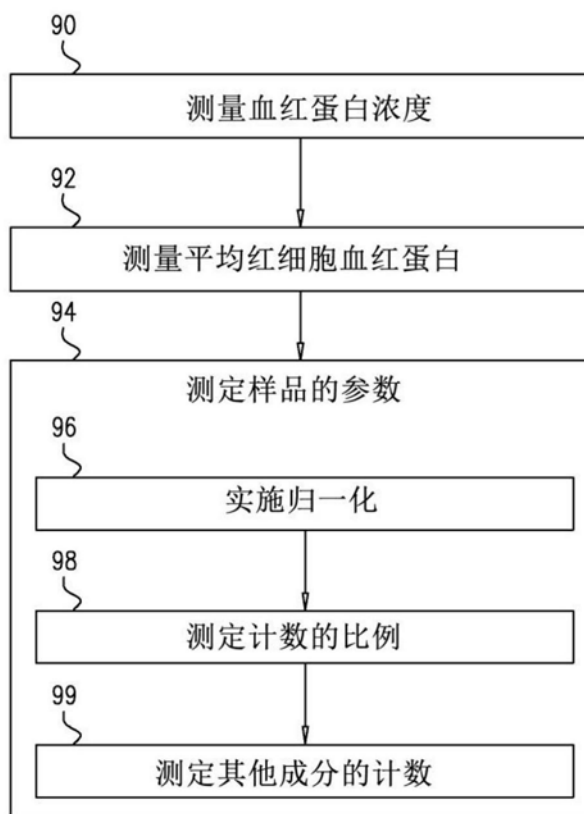 90
测量血红蛋白浓度
92
测量平均红细胞血红蛋白
94
测定样品的参数
96
实施归一化
98
测定计数的比例
99
测定其他成分的计数